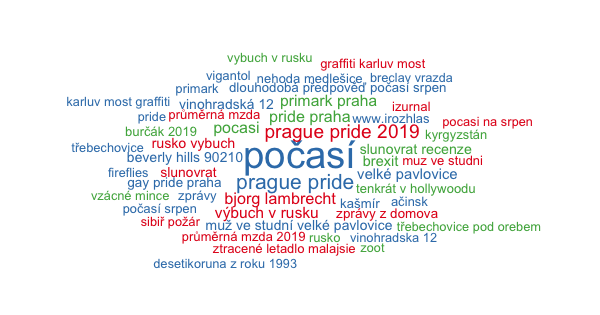 vybuch v rusku
graffiti karluv most
vigantol
nehoda medlešice
breclav vrazda
primark
dlouhodobá předpověď počasí srpen
karluv most graffiti
vinohradská 12
primark praha
izurnal
pride
průměrná mzda
pride praha
www.irozhlas
pocasi na srpen
burčák 2019
pocasi
prague pride 2019
kyrgyzstán
třebechovice
rusko vybuch
počasí
slunovrat recenze
beverly hills 90210
brexit
muz ve studni
fireflies
slunovrat
velké pavlovice
gay pride praha
prague pride
tenkrát v hollywoodu
vzácné mince
zprávy
bjorg lambrecht
kašmír
ačinsk
počasí srpen
výbuch v rusku
zprávy z domova
sibiř požár
muž ve studní velké pavlovice
třebechovice pod orebem
průměrná mzda 2019
rusko
vinohradska 12
ztracené letadlo malajsie
zoot
desetikoruna z roku 1993